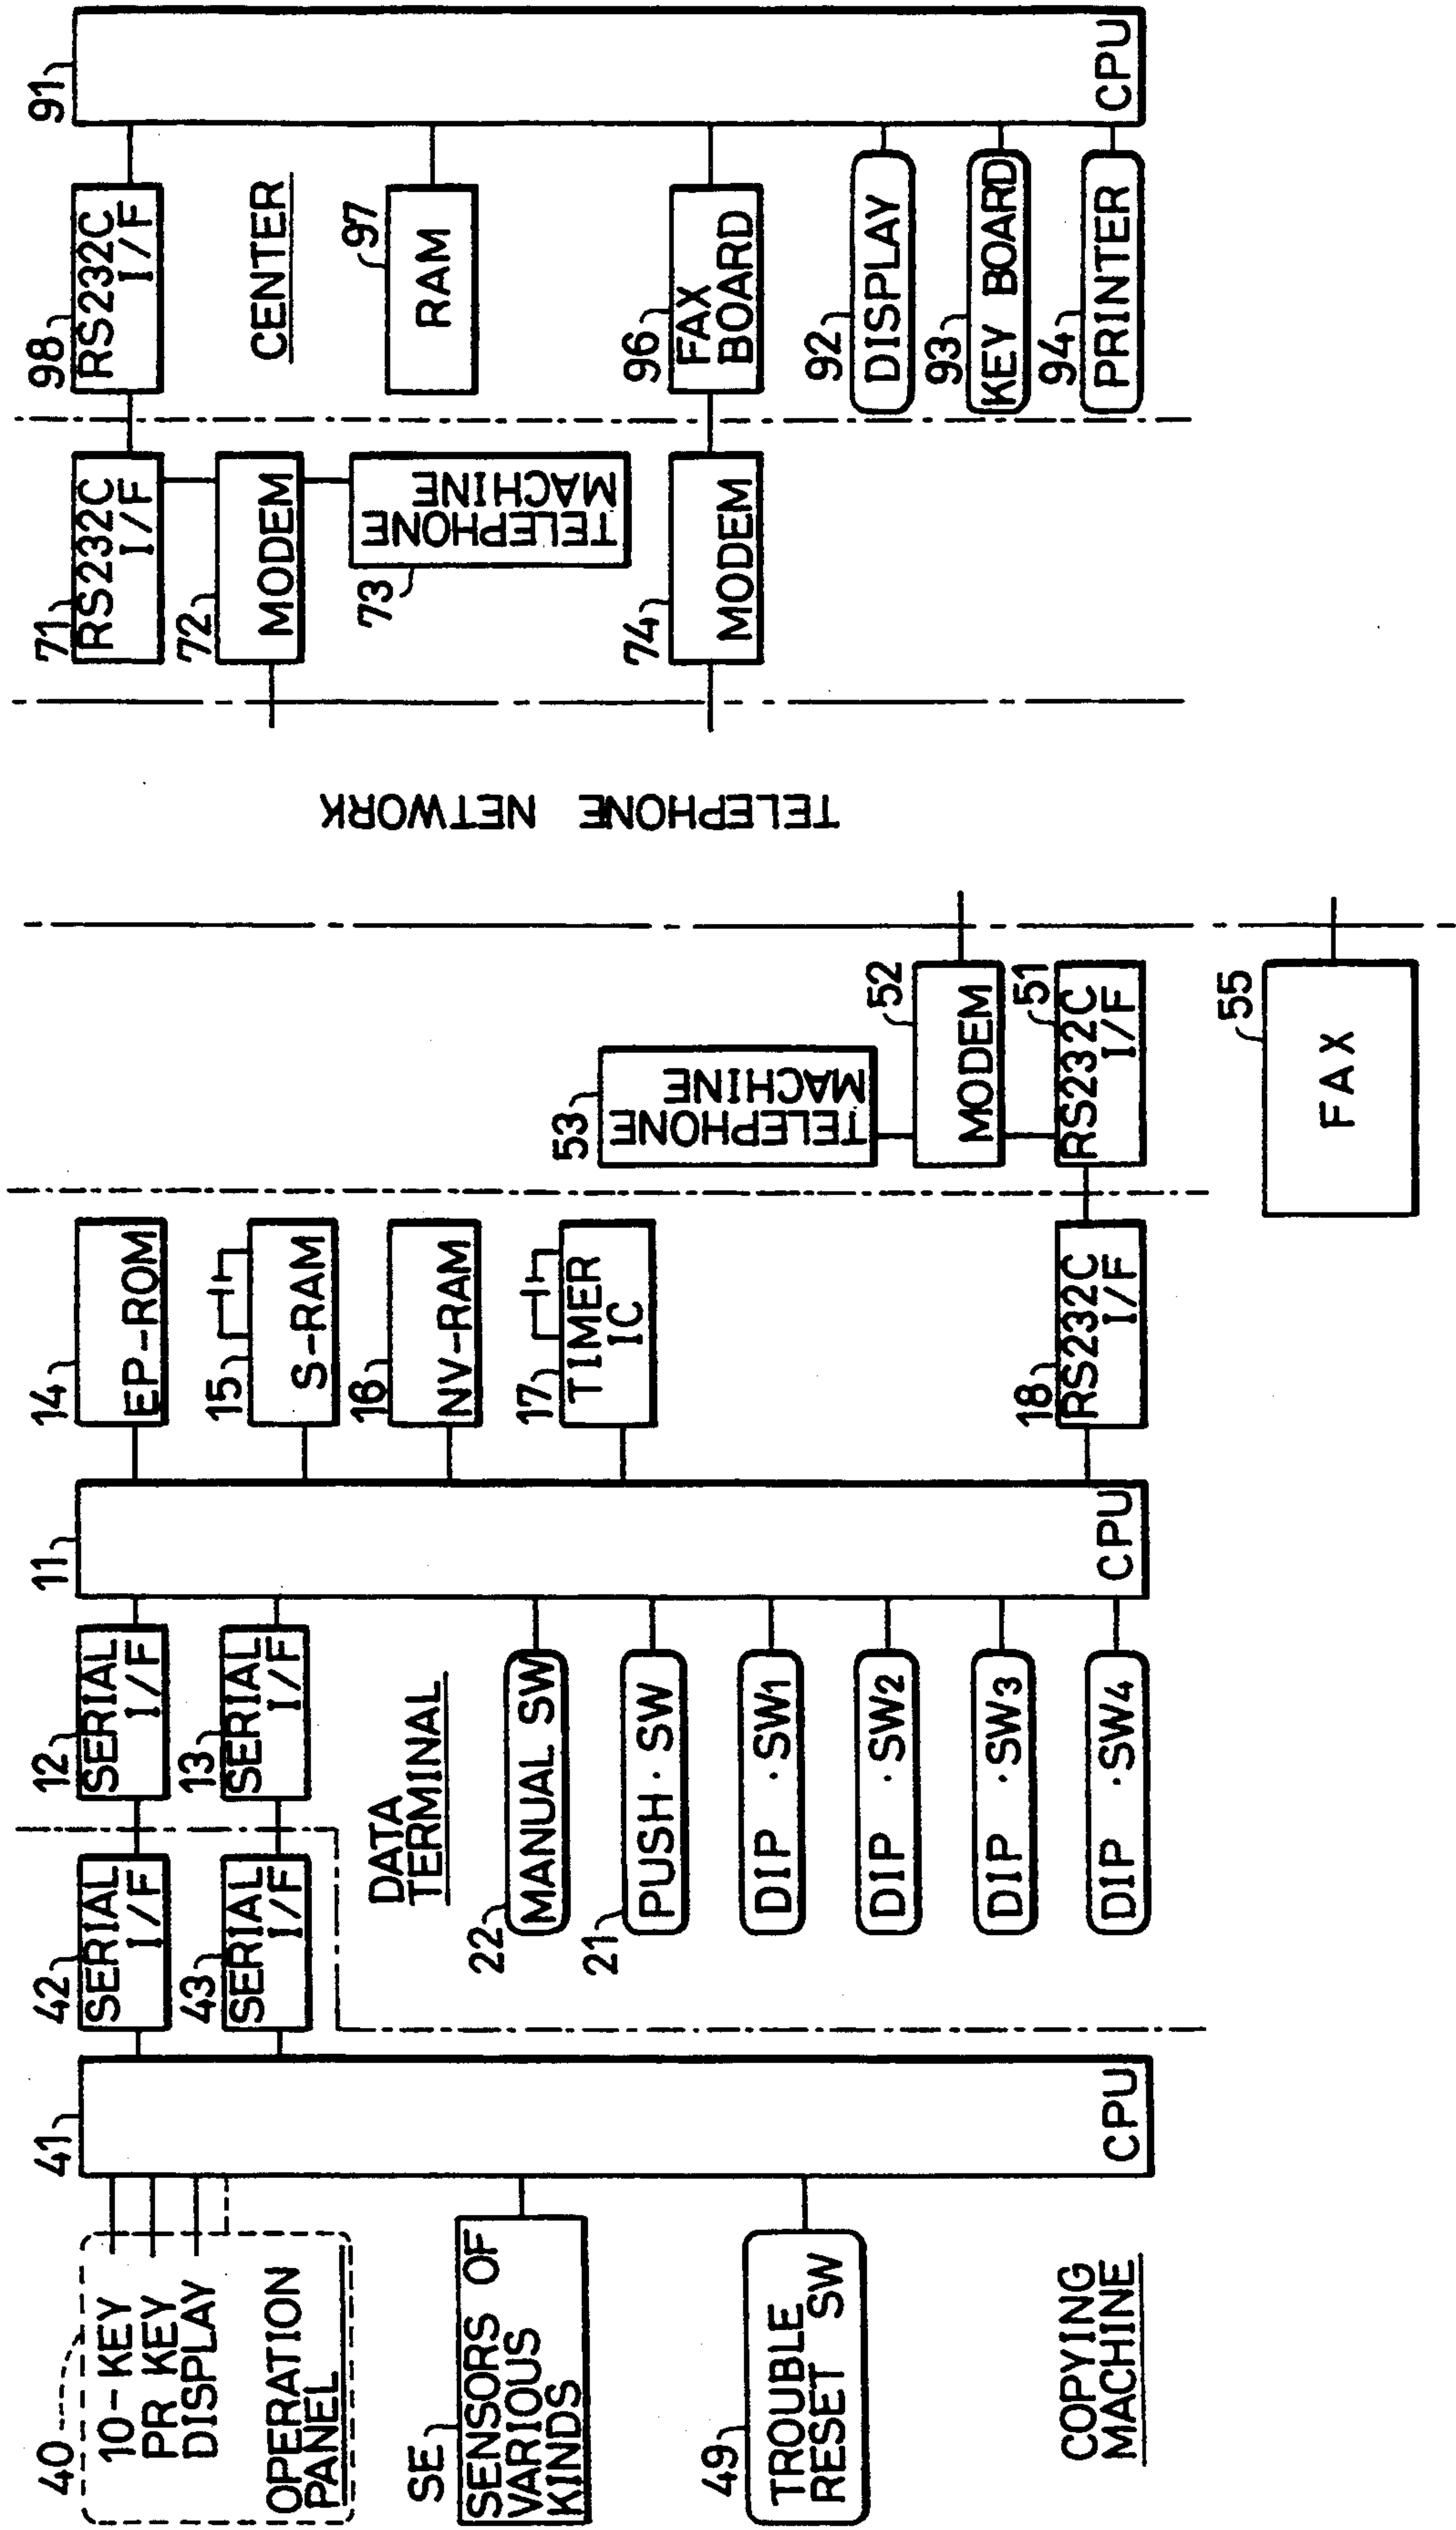 40
10-KEY
PR KEY
DISPLAY
OPERATION
PANEL
SE
SENSORS OF
VARIOUS
KINDS
49
TROUBLE
RESET SW
COPYING
MACHINE
41
CPU
42
SERIAL
I/F
43
SERIAL
I/F
12
SERIAL
I/F
13
SERIAL
I/F
DATA
TERMINAL
22
MANUAL SW
21
PUSH·SW
DIP ·SW1
DIP ·SW2
DIP ·SW3
DIP ·SW4
11
CPU
14
EP-ROM
15
S-RAM
16
NV-RAM
17
TIMER
IC
18
RS232C
I/F
53
TELEPHONE
MACHINE
52
MODEM
51
RS232C
I/F
55
FAX
TELEPHONE NETWORK
71
RS232C
I/F
72
MODEM
73
TELEPHONE
MACHINE
74
MODEM
98
RS232C
I/F
CENTER
97
RAM
96
FAX
BOARD
92
DISPLAY
93
KEY BOARD
94
PRINTER
91
CPU